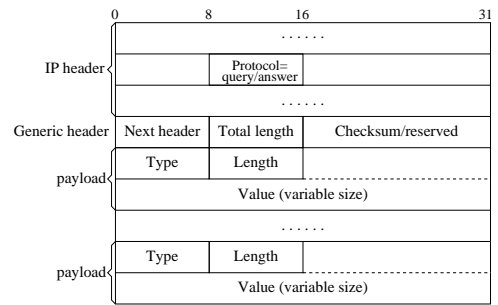 0 8 16 31
. . . . . .
IP header
Protocol=
query/answer
. . . . . .
Generic header Next header Total length Checksum/reserved
payload
Type Length
Value (variable size)
. . . . . .
payload
Type Length
Value (variable size)